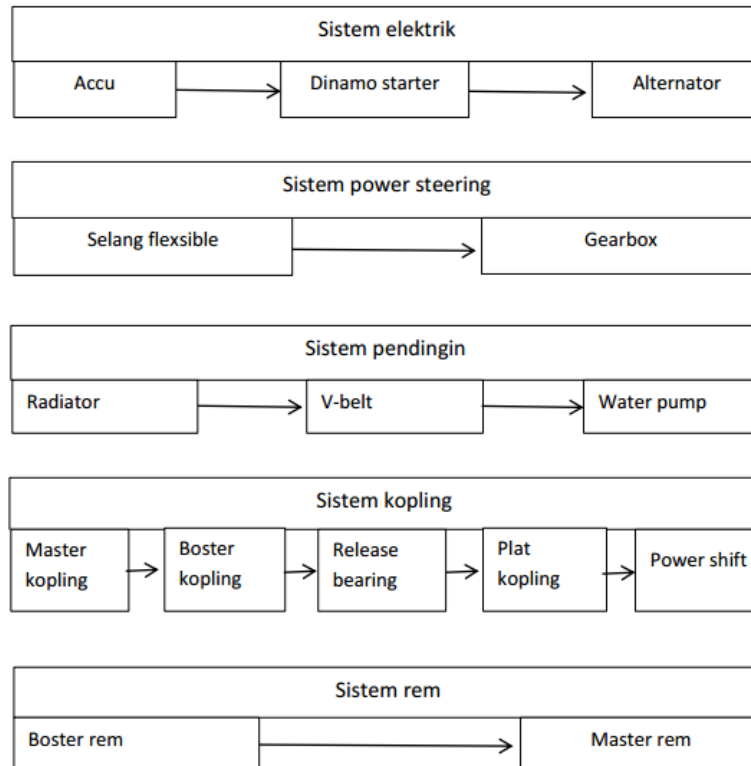 Sistem elektrik
Accu
Dinamo starter
Alternator
Sistem power steering
Selang flexsible
Gearbox
Sistem pendingin
Radiator
V-belt
Water pump
Sistem kopling
Master
kopling
Boster
kopling
Release
bearing
Plat
kopling
Power shift
Sistem rem
Boster rem
Master rem